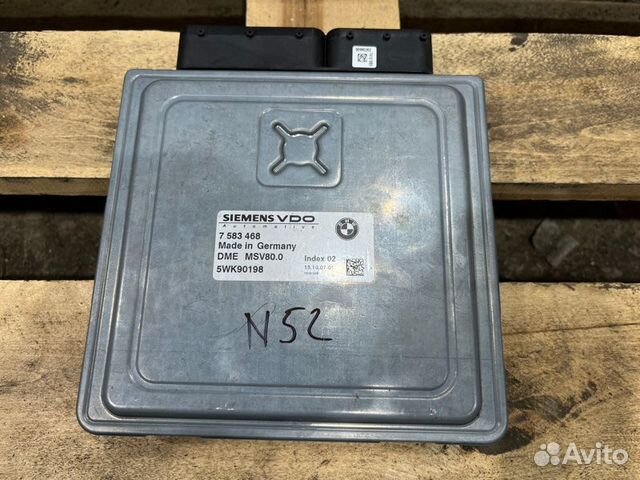 SIEMENS VDO
Automotive
7 583 468
Made in Germany
DME MSV80.0 Index 02
5WK90198
N52
Avito